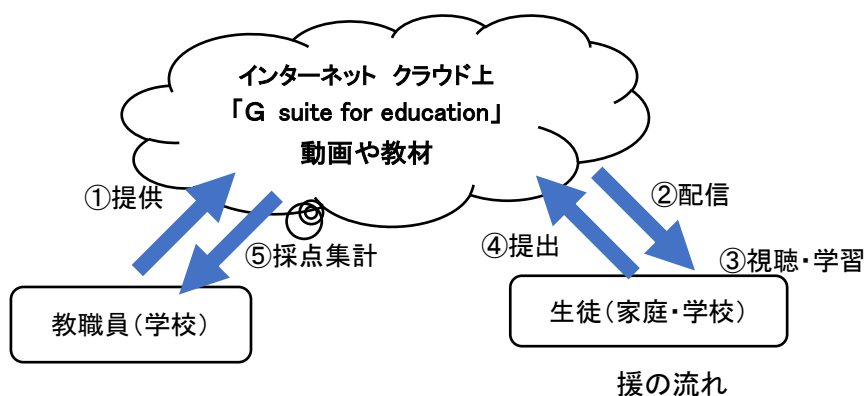 インターネット クラウド上
「G suite for education」
動画や教材
①提供
②配信
⑤採点集計
④提出
③視聴・学習
教職員(学校)
生徒(家庭・学校)
援の流れ